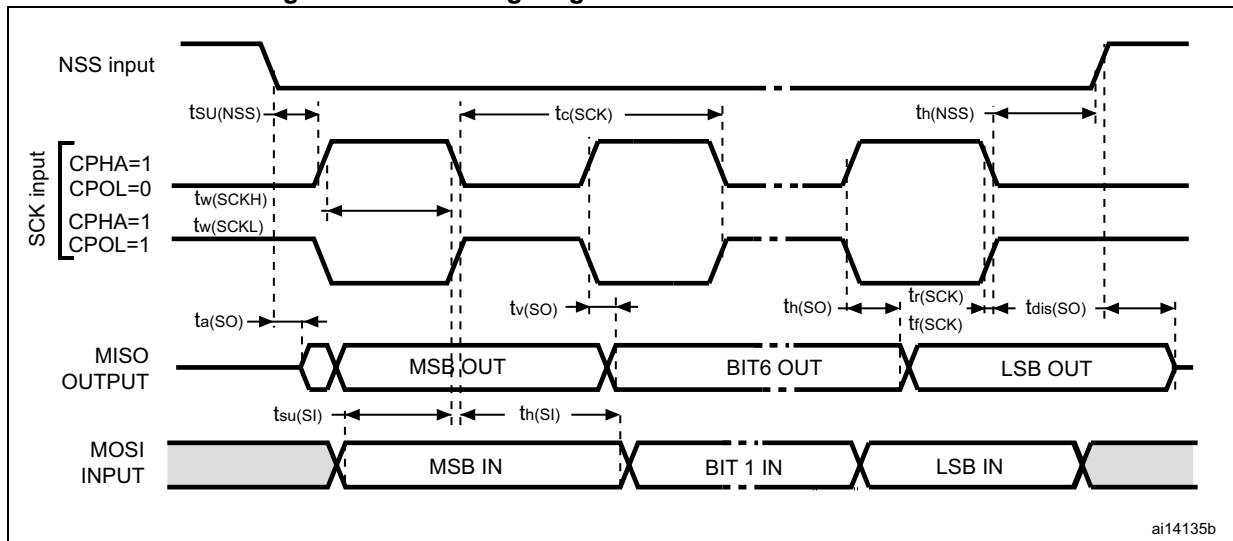 NSS input
tSU(NSS)
tc(SCK)
th(NSS)
SCK input
CPHA=1
CPOL=0
tw(SCKH)
CPHA=1
tw(SCKL)
CPOL=1
ta(SO)
tv(SO)
th(SO)
tr(SCK)
tf(SCK)
tdis(SO)
MISO
OUTPUT
MSB OUT
BIT6 OUT
LSB OUT
tsu(SI)
th(SI)
MOSI
INPUT
MSB IN
BIT 1 IN
LSB IN
ai14135b